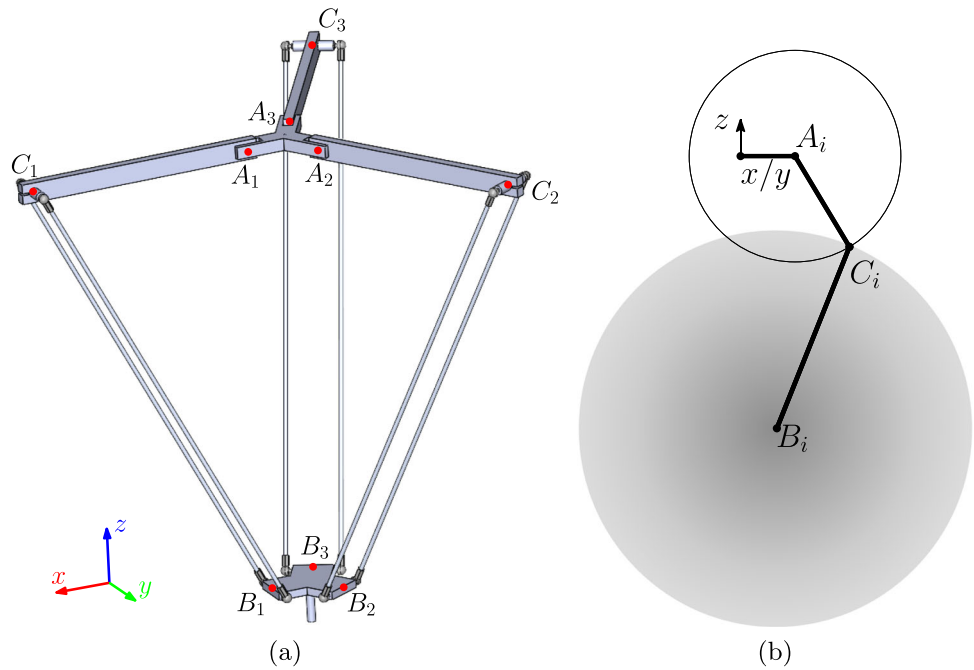 C₃
A₃
C₁
A₁
A₂
C₂
z
x
y
B₃
B₁
B₂
(a)
z
Aᵢ
x/y
Cᵢ
Bᵢ
(b)